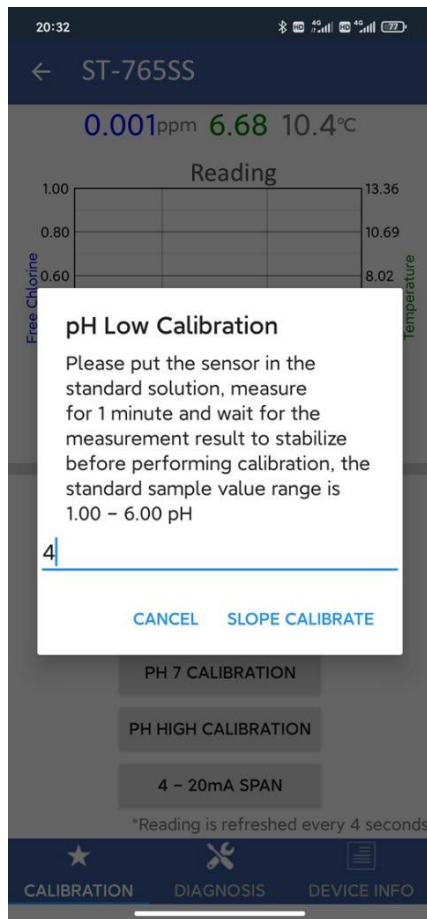 20:32 HD 4G HD 4G 77
← ST-765SS
0.001ppm 6.68 10.4℃
Reading
1.00 13.36
0.80 10.69
0.60 8.02
Free Chlorine
Temperature
pH Low Calibration
Please put the sensor in the
standard solution, measure
for 1 minute and wait for the
measurement result to stabilize
before performing calibration, the
standard sample value range is
1.00 – 6.00 pH
4
CANCEL SLOPE CALIBRATE
PH 7 CALIBRATION
PH HIGH CALIBRATION
4 – 20mA SPAN
*Reading is refreshed every 4 seconds
CALIBRATION DIAGNOSIS DEVICE INFO